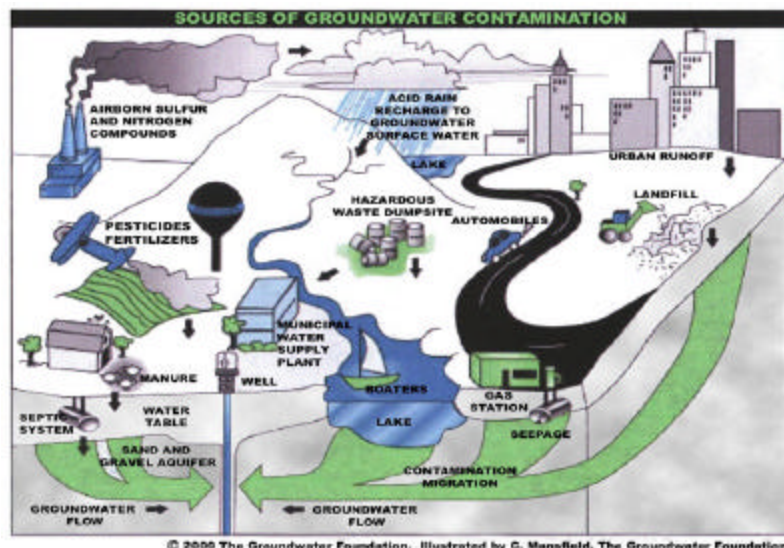 SOURCES OF GROUNDWATER CONTAMINATION
AIRBORN SULFUR
AND NITROGEN
COMPOUNDS
ACID RAIN
RECHARGE TO
GROUNDWATER
SURFACE WATER
LAKE
URBAN RUNOFF
HAZARDOUS
WASTE DUMPSITE
AUTOMOBILES
LANDFILL
PESTICIDES
FERTILIZERS
MUNICIPAL
WATER
SUPPLY
PLANT
MANURE
WELL
BOATERS
GAS
STATION
SEPTIC
SYSTEM
WATER
TABLE
LAKE
SEEPAGE
SAND AND
GRAVEL AQUIFER
CONTAMINATION
MIGRATION
GROUNDWATER
FLOW
GROUNDWATER
FLOW
© 2000 The Groundwater Foundation. Illustrated by C. Mansfield, The Groundwater Foundation